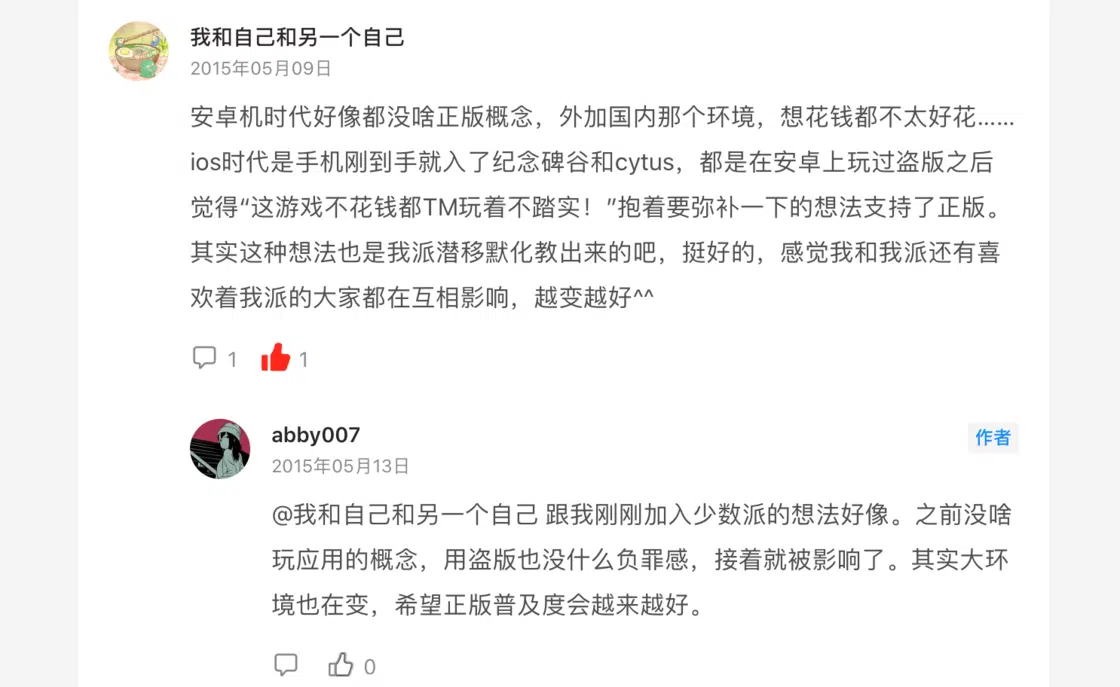 我和自己和另一个自己
2015年05月09日
安卓机时代好像都没啥正版概念，外加国内那个环境，想花钱都不太好花……
ios时代是手机刚到手就入了纪念碑谷和cytus，都是在安卓上玩过盗版之后
觉得“这游戏不花钱都TM玩着不踏实！”抱着要弥补一下的想法支持了正版。
其实这种想法也是我派潜移默化教出来的吧，挺好的，感觉我和我派还有喜
欢着我派的大家都在互相影响，越变越好^^
1 1
abby007
作者
2015年05月13日
@我和自己和另一个自己 跟我刚刚加入少数派的想法好像。之前没啥
玩应用的概念，用盗版也没什么负罪感，接着就被影响了。其实大环
境也在变，希望正版普及度会越来越好。
0